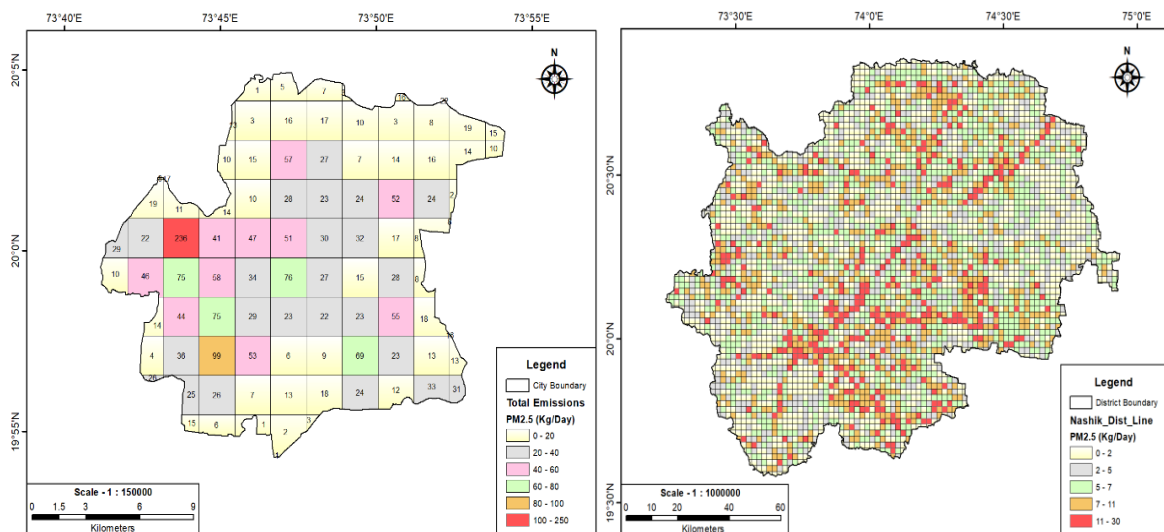 73°40'E 73°45'E 73°50'E 73°55'E
20°5'N
20°0'N
19°55'N
N
1 5 7 10
3 16 17 10 3 8 19 15
10 15 57 27 7 14 16 14 10
19 11 14 10 28 23 24 52 24
29 22 206 41 47 51 30 32 17 8
10 46 75 58 34 76 27 15 28 8
14 44 75 29 23 22 23 55 18
4 36 99 53 6 9 69 23 13 13
25 26 7 13 18 24 12 33 31
15 6 1 2 3
Legend
City Boundary
Total Emissions
PM2.5 (Kg/Day)
0 - 20
20 - 40
40 - 60
60 - 80
80 - 100
100 - 250
Scale - 1 : 150000
0 1.5 3 6 9
Kilometers
73°30'E 74°0'E 74°30'E 75°0'E
20°30'N
20°0'N
19°30'N
N
Legend
District Boundary
Nashik_Dist_Line
PM2.5 (Kg/Day)
0 - 2
2 - 5
5 - 7
7 - 11
11 - 30
Scale - 1 : 1000000
0 10 20 40 60
Kilometers